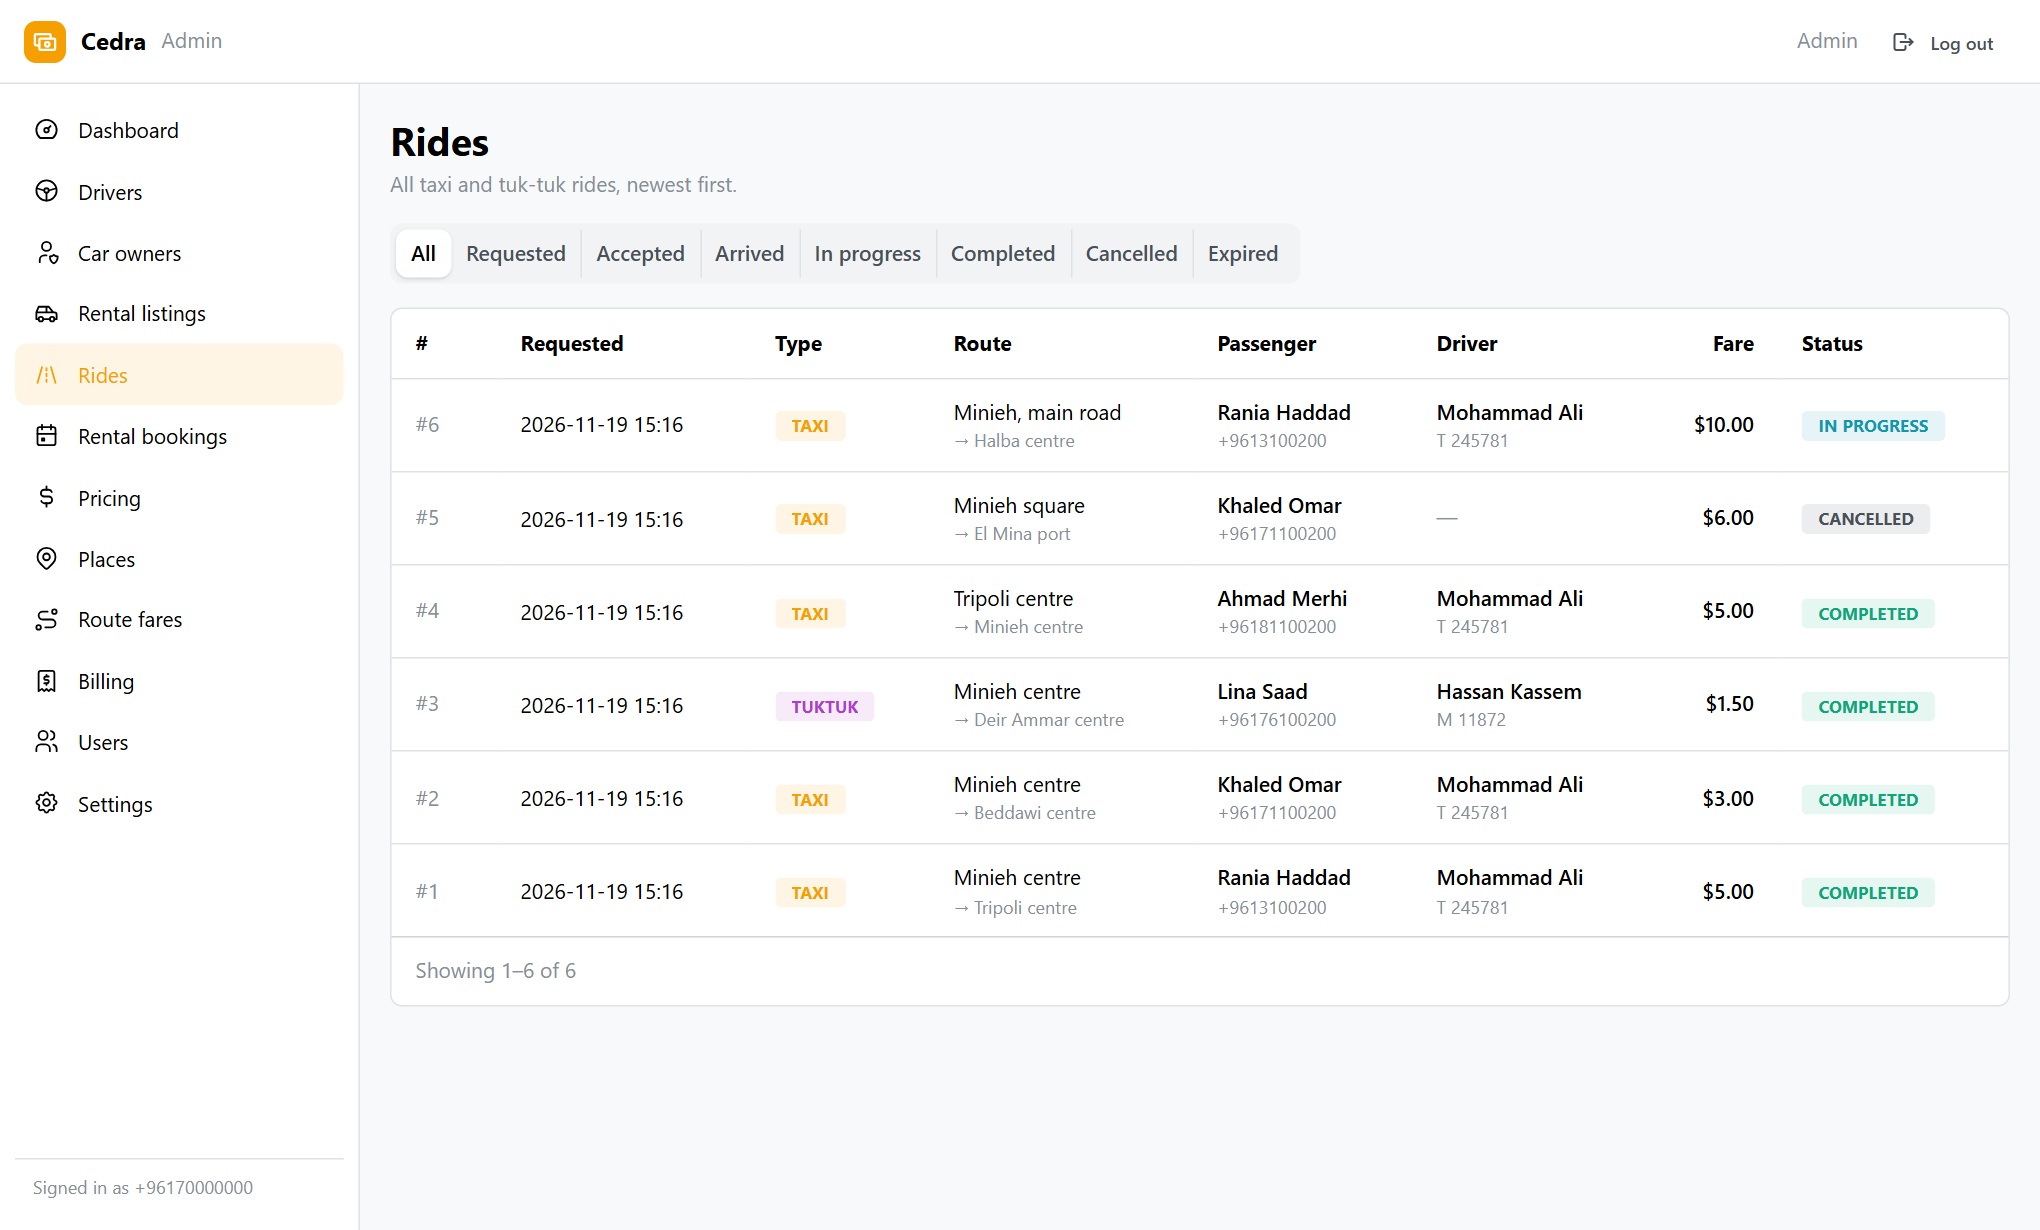 Cedra Admin
Admin Log out
Dashboard
Drivers
Car owners
Rental listings
Rides
Rental bookings
Pricing
Places
Route fares
Billing
Users
Settings
Signed in as +96170000000
Rides
All taxi and tuk-tuk rides, newest first.
All Requested Accepted Arrived In progress Completed Cancelled Expired
# Requested Type Route Passenger Driver Fare Status
#6 2026-11-19 15:16 TAXI Minieh, main road Rania Haddad Mohammad Ali $10.00 IN PROGRESS
→ Halba centre +9613100200 T 245781
#5 2026-11-19 15:16 TAXI Minieh square Khaled Omar — $6.00 CANCELLED
→ El Mina port +96171100200
#4 2026-11-19 15:16 TAXI Tripoli centre Ahmad Merhi Mohammad Ali $5.00 COMPLETED
→ Minieh centre +96181100200 T 245781
#3 2026-11-19 15:16 TUKTUK Minieh centre Lina Saad Hassan Kassem $1.50 COMPLETED
→ Deir Ammar centre +96176100200 M 11872
#2 2026-11-19 15:16 TAXI Minieh centre Khaled Omar Mohammad Ali $3.00 COMPLETED
→ Beddawi centre +96171100200 T 245781
#1 2026-11-19 15:16 TAXI Minieh centre Rania Haddad Mohammad Ali $5.00 COMPLETED
→ Tripoli centre +9613100200 T 245781
Showing 1–6 of 6